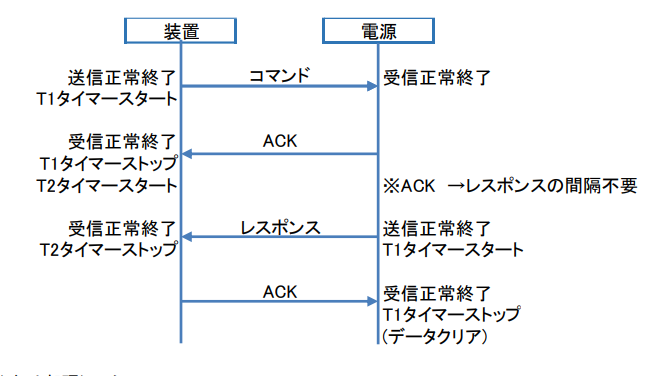 装置
電源
送信正常終了
T1タイマースタート
コマンド
受信正常終了
受信正常終了
T1タイマーストップ
T2タイマースタート
ACK
※ACK →レスポンスの間隔不要
受信正常終了
T2タイマーストップ
レスポンス
送信正常終了
T1タイマースタート
ACK
受信正常終了
T1タイマーストップ
(データクリア)